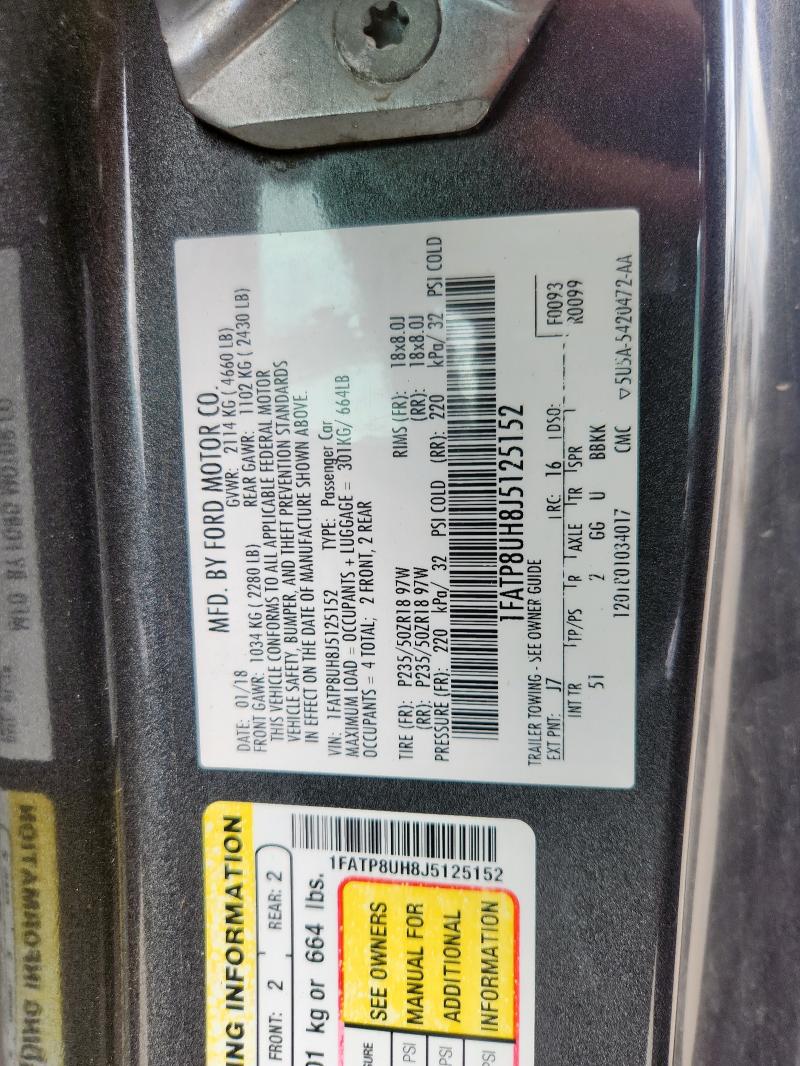 MFD. BY FORD MOTOR CO.
DATE: 01/18 GVWR: 2114 KG ( 4660 LB)
FRONT GAWR: 1034 KG ( 2280 LB) REAR GAWR: 1102 KG ( 2430 LB)
THIS VEHICLE CONFORMS TO ALL APPLICABLE FEDERAL MOTOR
VEHICLE SAFETY, BUMPER, AND THEFT PREVENTION STANDARDS
IN EFFECT ON THE DATE OF MANUFACTURE SHOWN ABOVE.
VIN: 1FATP8UH8J5125152 TYPE: Passenger Car
MAXIMUM LOAD = OCCUPANTS + LUGGAGE = 301KG/ 664LB
OCCUPANTS = 4 TOTAL; 2 FRONT, 2 REAR
TIRE (FR): P235/50ZR18 97W RIMS (FR): 18x8.0J
(RR): P235/50ZR18 97W (RR): 18x8.0J
PRESSURE (FR): 220 kPa/ 32 PSI COLD (RR): 220 kPa/ 32 PSI COLD
1FATP8UH8J5125152
TRAILER TOWING - SEE OWNER GUIDE
EXT PNT: J7 RC: 16 DSO: F0093
R0099
INT TR TP/PS R AXLE TR SPR
51 2 GG U BBKK
CMC ▽5U5A-5420472-AA
NG INFORMATION
FRONT: 2 REAR: 2
01 kg or 664 lbs.
1FATP8UH8J5125152
SEE OWNERS
MANUAL FOR
ADDITIONAL
INFORMATION
PSI
PSI
PSI